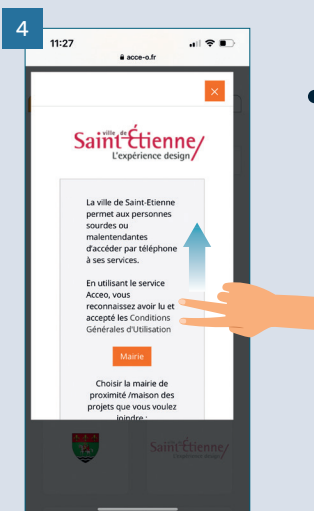 4
11:27
acce-o.fr
×
ville de
Saint-Étienne
L'expérience design
La ville de Saint-Etienne
permet aux personnes
sourdes ou
malentendantes
d'accéder par téléphone
à ses services.
En utilisant le service
Acceo, vous
reconnaissez avoir lu et
accepté les Conditions
Générales d'Utilisation
Mairie
Choisir la mairie de
proximité /maison des
projets que vous voulez
joindre :
Saint-Étienne